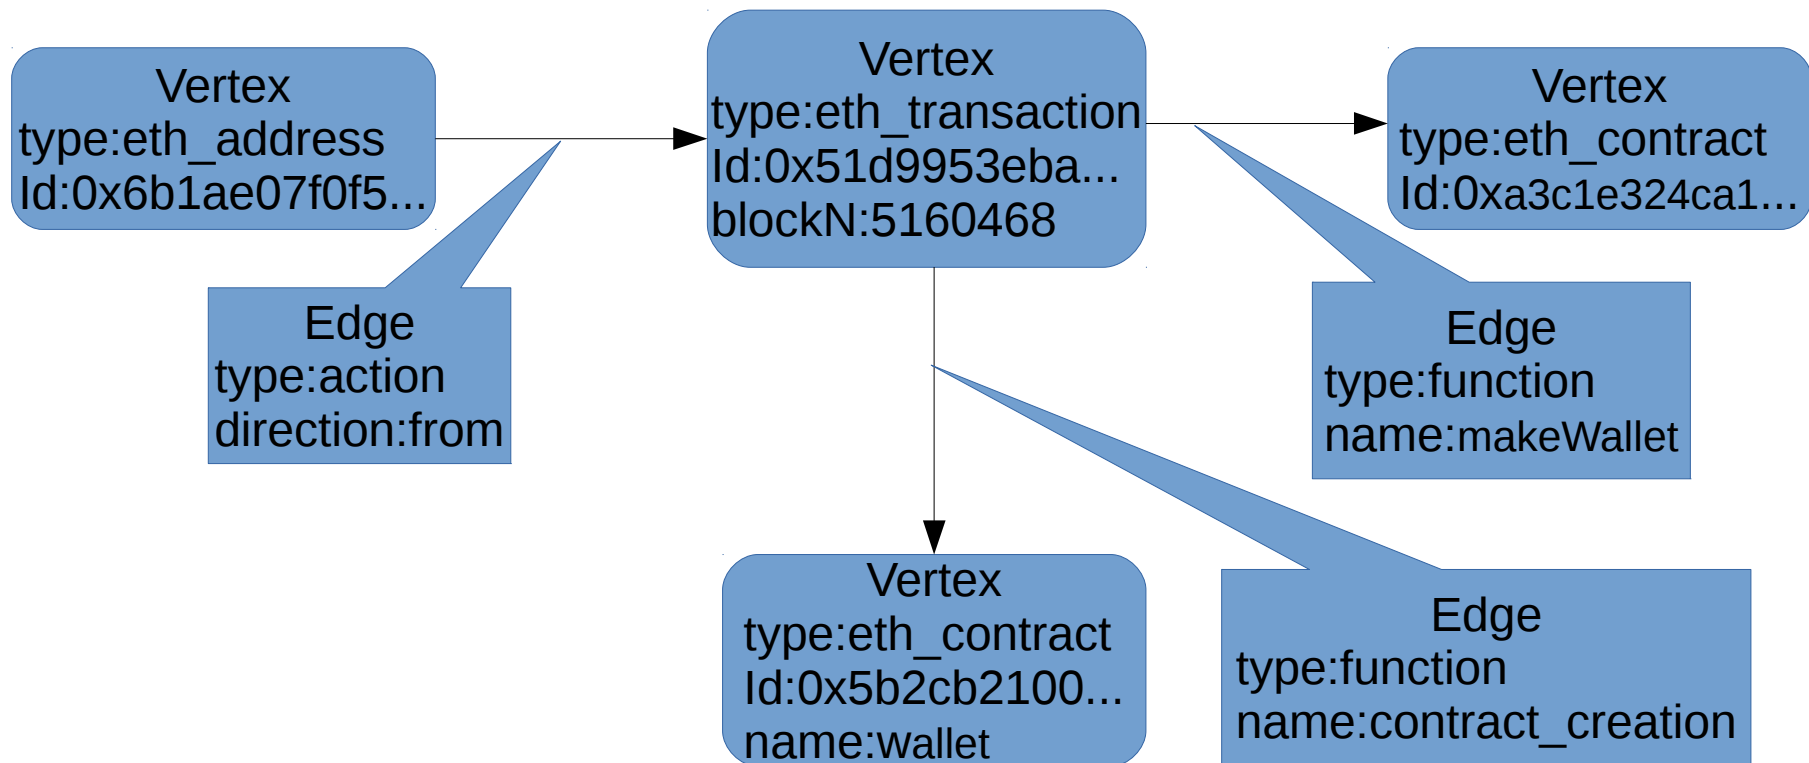 Vertex
type:eth_address
Id:0x6b1ae07f0f5...
Vertex
type:eth_transaction
Id:0x51d9953eba...
blockN:5160468
Vertex
type:eth_contract
Id:0xa3c1e324ca1...
Edge
type:action
direction:from
Edge
type:function
name:makeWallet
Vertex
type:eth_contract
Id:0x5b2cb2100...
name:wallet
Edge
type:function
name:contract_creation